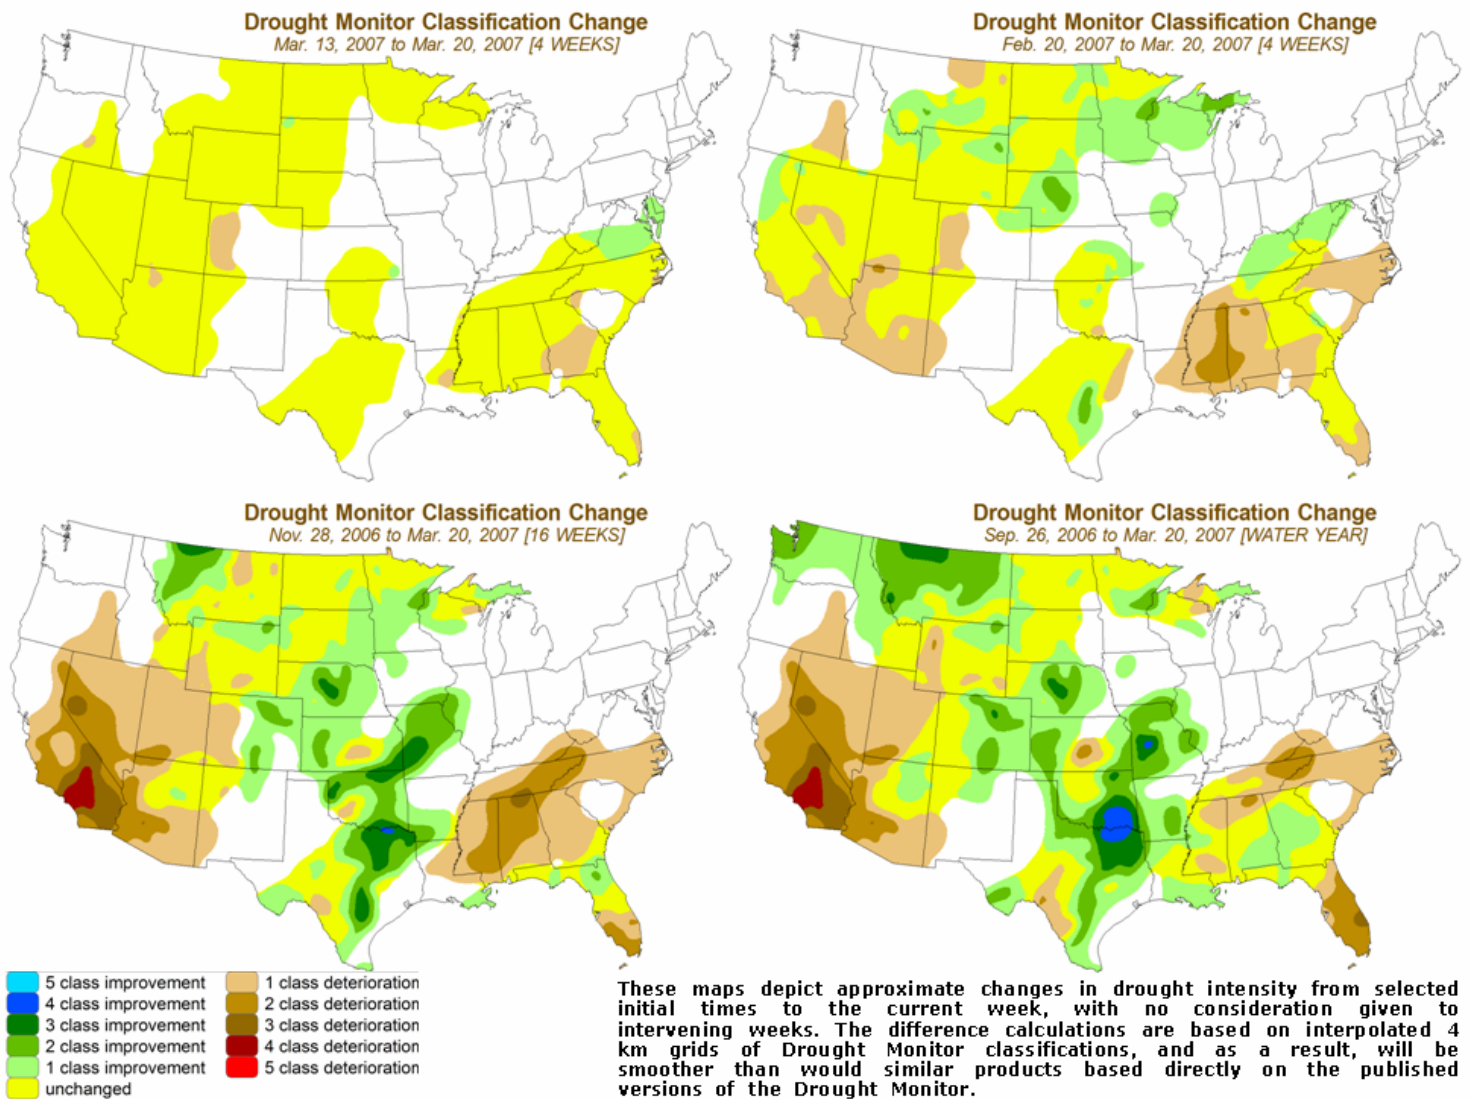 Drought Monitor Classification Change
Mar. 13, 2007 to Mar. 20, 2007 [4 WEEKS]
Drought Monitor Classification Change
Feb. 20, 2007 to Mar. 20, 2007 [4 WEEKS]
Drought Monitor Classification Change
Nov. 28, 2006 to Mar. 20, 2007 [16 WEEKS]
Drought Monitor Classification Change
Sep. 26, 2006 to Mar. 20, 2007 [WATER YEAR]
5 class improvement
4 class improvement
3 class improvement
2 class improvement
1 class improvement
unchanged
1 class deterioration
2 class deterioration
3 class deterioration
4 class deterioration
5 class deterioration
These maps depict approximate changes in drought intensity from selected
initial times to the current week, with no consideration given to
intervening weeks. The difference calculations are based on interpolated 4
km grids of Drought Monitor classifications, and as a result, will be
smoother than would similar products based directly on the published
versions of the Drought Monitor.